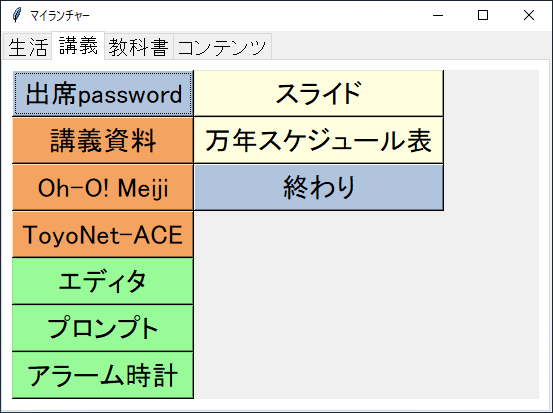 マイランチャー
生活 講義 教科書 コンテンツ
出席password スライド
講義資料 万年スケジュール表
Oh-O! Meiji 終わり
ToyoNet-ACE
エディタ
プロンプト
アラーム時計